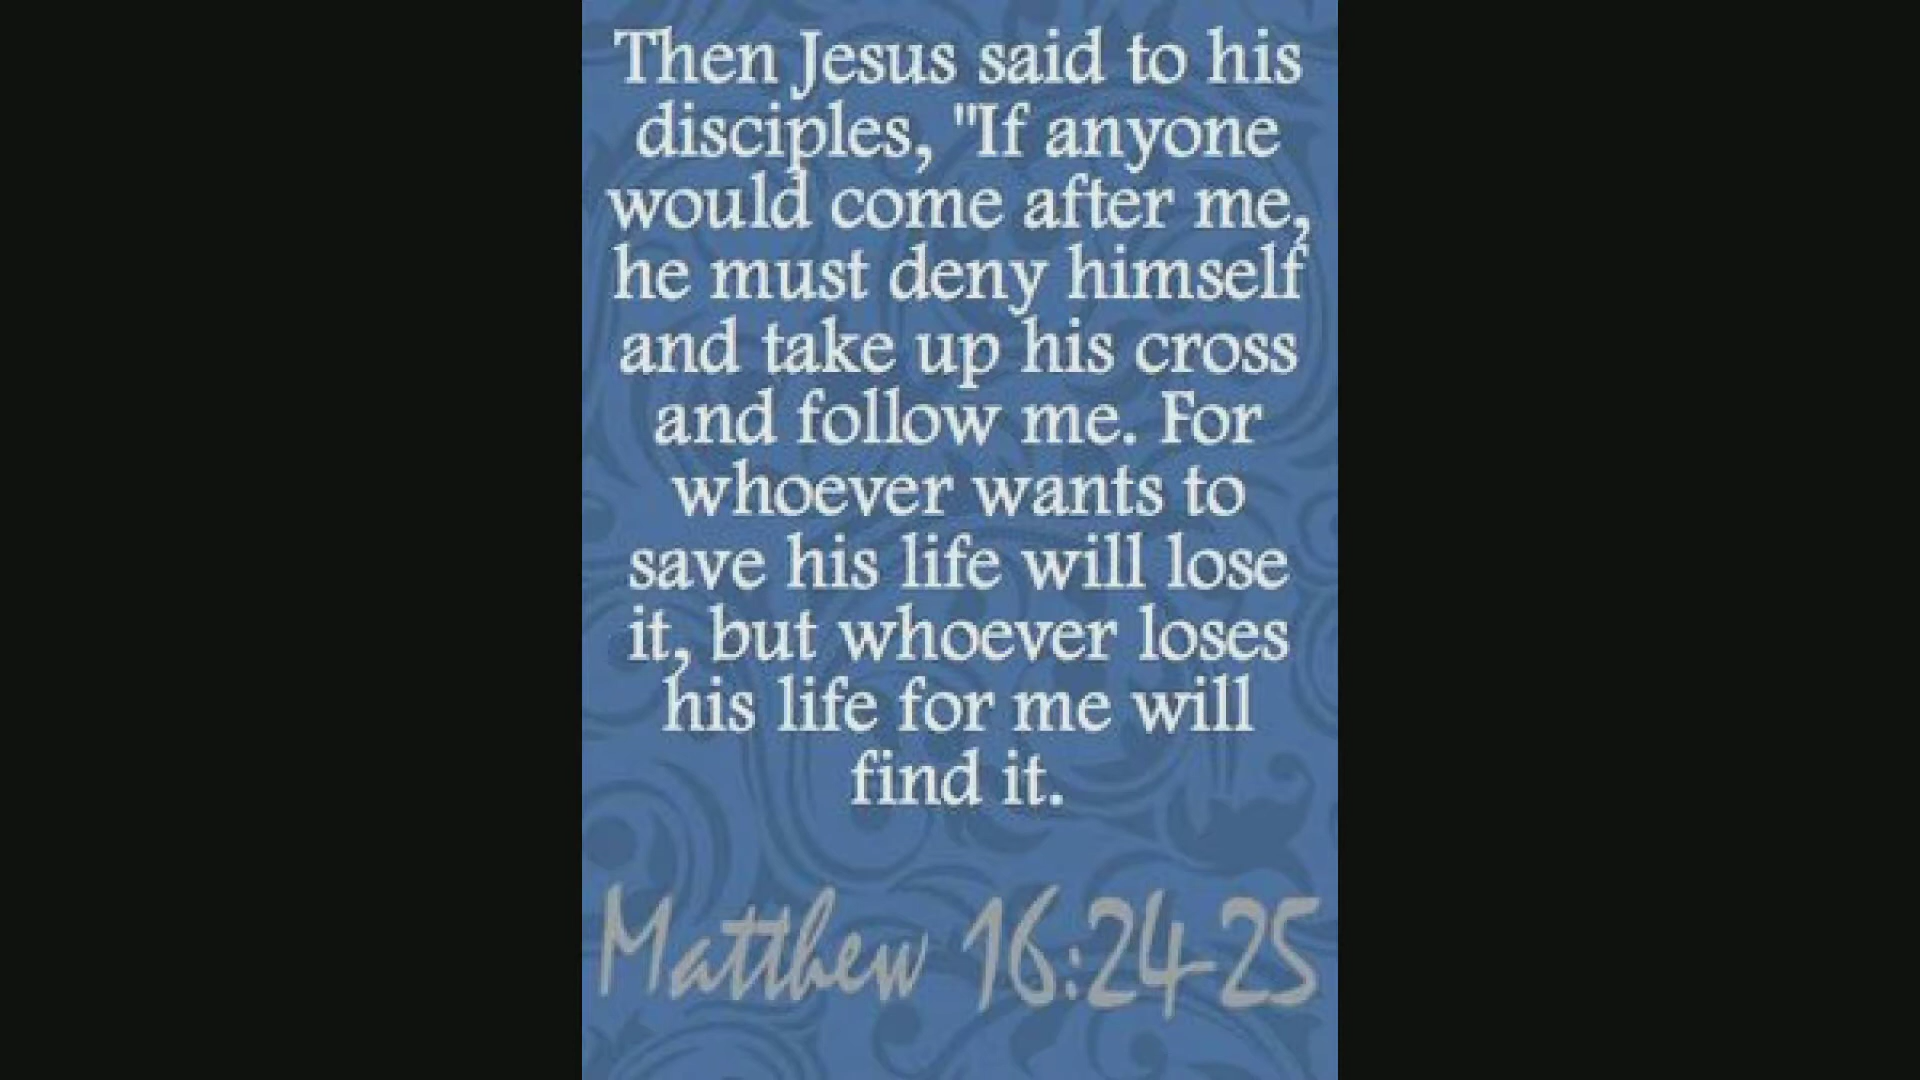 Then Jesus said to his
disciples, "If anyone
would come after me,
he must deny himself
and take up his cross
and follow me. For
whoever wants to
save his life will lose
it, but whoever loses
his life for me will
find it.
Matthew 16:24-25